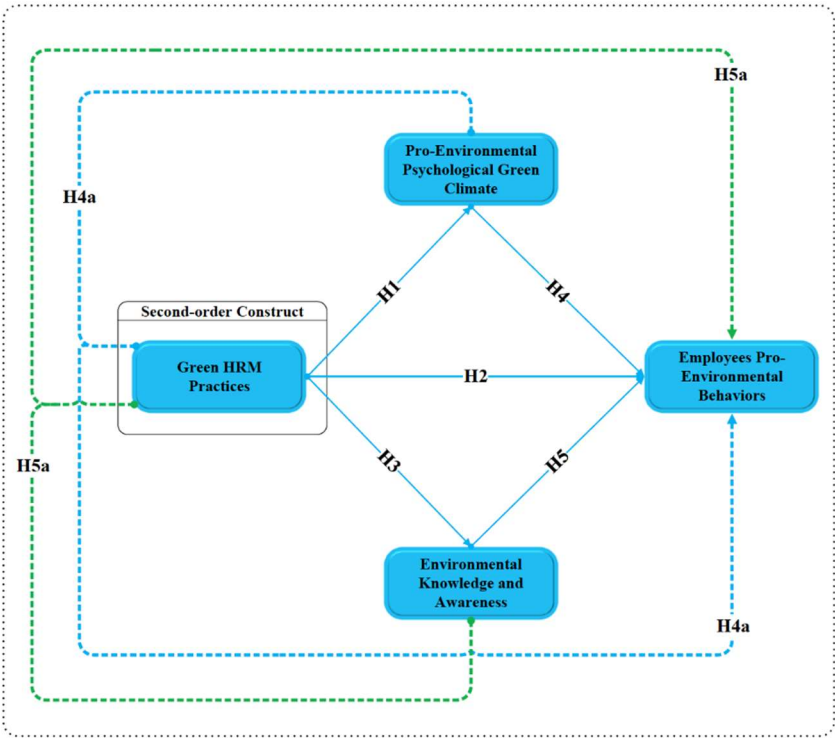 H5a
Pro-Environmental
Psychological Green
Climate
H4a
H1
H4
Second-order Construct
Green HRM
Practices
H2
Employees Pro-
Environmental
Behaviors
H5a
H3
H5
Environmental
Knowledge and
Awareness
H4a